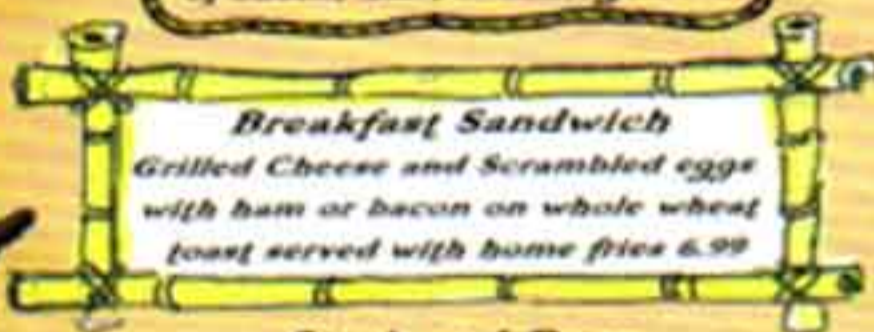 Breakfast Sandwich
Grilled Cheese and Scrambled eggs
with ham or bacon on whole wheat
toast served with home fries 6.99